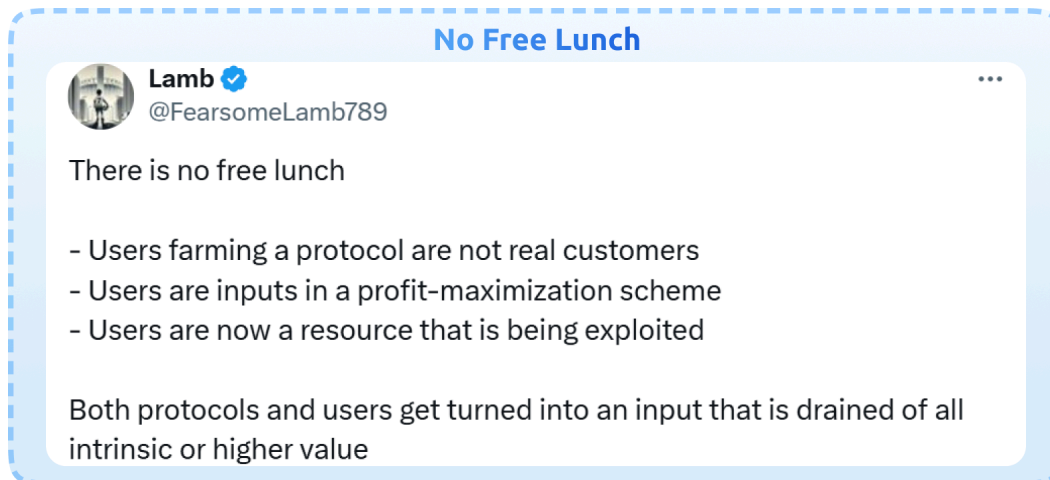 No Free Lunch
Lamb
@FearsomeLamb789
There is no free lunch
- Users farming a protocol are not real customers
- Users are inputs in a profit-maximization scheme
- Users are now a resource that is being exploited
Both protocols and users get turned into an input that is drained of all
intrinsic or higher value